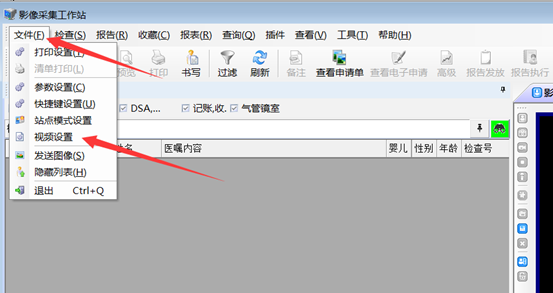 影像采集工作站
文件(F) 检查(S) 报告(R) 收藏(C) 报表(R) 查询(Q) 插件 查看(V) 工具(T) 帮助(H)
打印设置(T)
清单打印(L)
参数设置(C)
快捷键设置(U)
站点模式设置
视频设置
发送图像(S)
隐藏列表(H)
退出 Ctrl+Q
预览 打印 书写 过滤 刷新 备注 查看申请单 查看电子申请 高级 报告发放 报告执行
DSA,... 记账,收. 气管镜室
姓名 医嘱内容 婴儿 性别 年龄 检查号
影